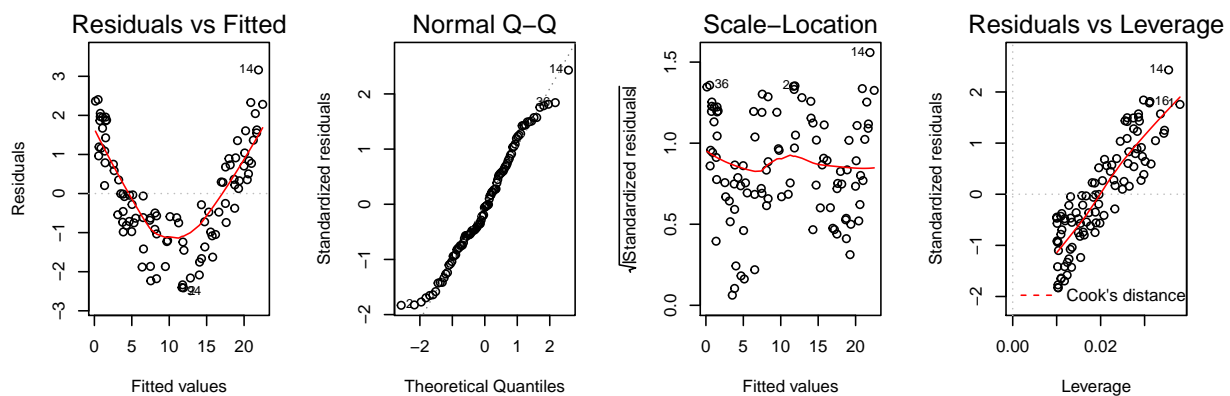 Residuals vs Fitted
Residuals
3
2
1
0
−1
−2
−3
0 5 10 15 20
Fitted values
14
Normal Q−Q
Standardized residuals
2
1
0
−1
−2
−2 0 1 2
Theoretical Quantiles
14
Scale−Location
√|Standardized residuals|
1.5
1.0
0.5
0.0
0 5 10 15 20
Fitted values
14
36
Residuals vs Leverage
Standardized residuals
2
1
0
−1
−2
0.00 0.02
Leverage
14
16
Cook's distance